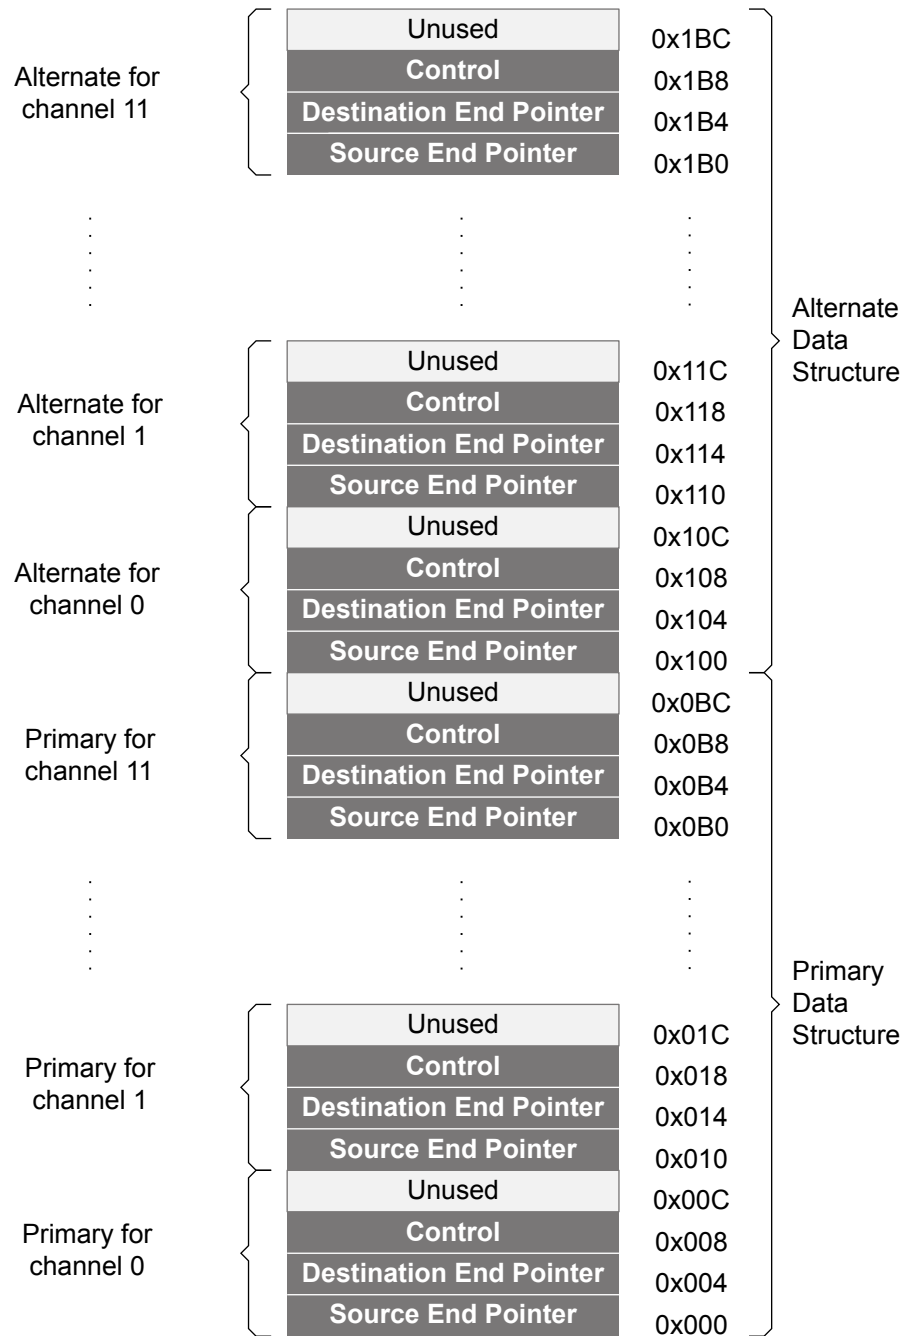 Unused 0x1BC
Alternate for
channel 11
Control 0x1B8
Destination End Pointer 0x1B4
Source End Pointer 0x1B0
Alternate
Data
Structure
Unused 0x11C
Alternate for
channel 1
Control 0x118
Destination End Pointer 0x114
Source End Pointer 0x110
Unused 0x10C
Alternate for
channel 0
Control 0x108
Destination End Pointer 0x104
Source End Pointer 0x100
Unused 0x0BC
Primary for
channel 11
Control 0x0B8
Destination End Pointer 0x0B4
Source End Pointer 0x0B0
Primary
Data
Structure
Unused 0x01C
Primary for
channel 1
Control 0x018
Destination End Pointer 0x014
Source End Pointer 0x010
Unused 0x00C
Primary for
channel 0
Control 0x008
Destination End Pointer 0x004
Source End Pointer 0x000